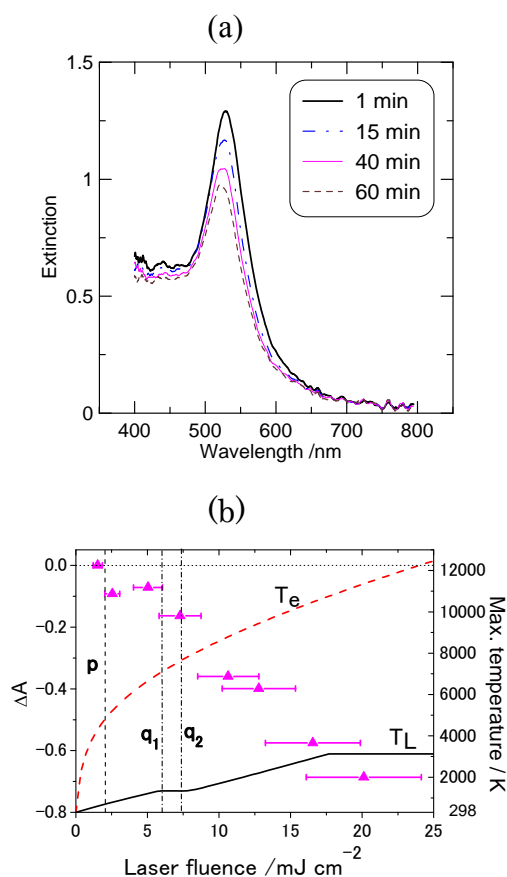 (a)
1.5
1
0.5
0
Extinction
1 min
15 min
40 min
60 min
400 500 600 700 800
Wavelength /nm
(b)
0.0
−0.2
−0.4
−0.6
−0.8
ΔA
p
q1
q2
Te
TL
12000
10000
8000
6000
4000
2000
298
Max. temperature / K
0 5 10 15 20 25
Laser fluence /mJ cm−2